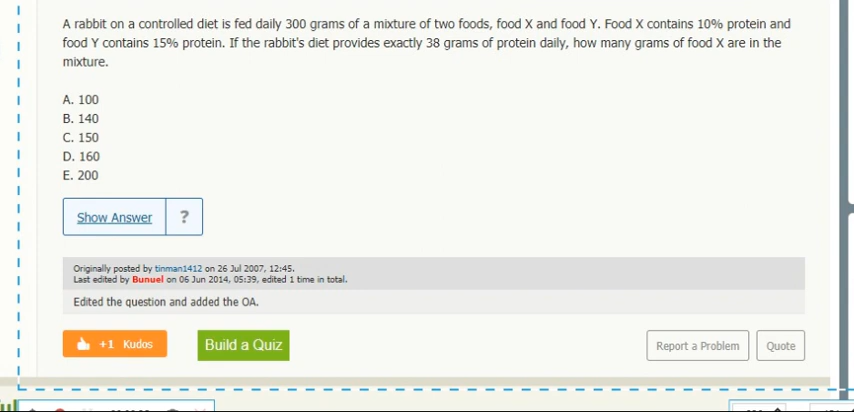 A rabbit on a controlled diet is fed daily 300 grams of a mixture of two foods, food X and food Y. Food X contains 10% protein and
food Y contains 15% protein. If the rabbit's diet provides exactly 38 grams of protein daily, how many grams of food X are in the
mixture.
A. 100
B. 140
C. 150
D. 160
E. 200
Show Answer ?
Originally posted by tinman1412 on 26 Jul 2007, 12:45.
Last edited by Bunuel on 06 Jun 2014, 05:39, edited 1 time in total.
Edited the question and added the OA.
+1 Kudos Build a Quiz Report a Problem Quote